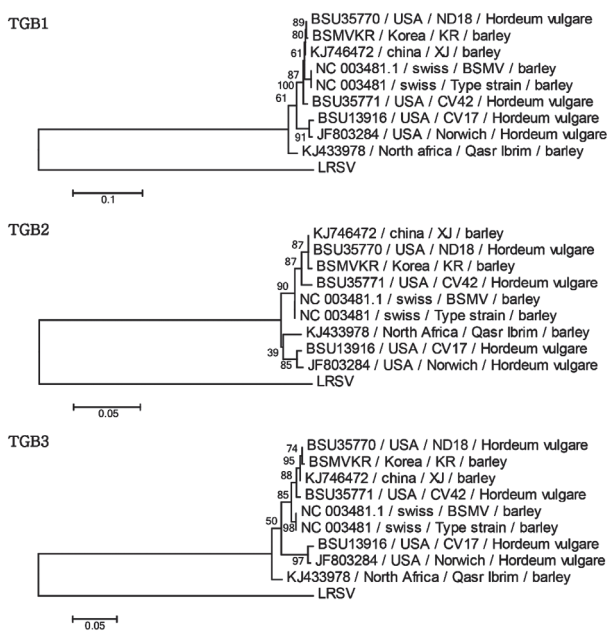 TGB1
89
BSU35770 / USA / ND18 / Hordeum vulgare
80
BSMVKR / Korea / KR / barley
61
KJ746472 / china / XJ / barley
87
NC 003481.1 / swiss / BSMV / barley
100
NC 003481 / swiss / Type strain / barley
61
BSU35771 / USA / CV42 / Hordeum vulgare
BSU13916 / USA / CV17 / Hordeum vulgare
91
JF803284 / USA / Norwich / Hordeum vulgare
KJ433978 / North africa / Qasr Ibrim / barley
LRSV
0.1
TGB2
KJ746472 / china / XJ / barley
87
BSU35770 / USA / ND18 / Hordeum vulgare
87
BSMVKR / Korea / KR / barley
BSU35771 / USA / CV42 / Hordeum vulgare
90
NC 003481.1 / swiss / BSMV / barley
NC 003481 / swiss / Type strain / barley
KJ433978 / North Africa / Qasr Ibrim / barley
39
BSU13916 / USA / CV17 / Hordeum vulgare
85
JF803284 / USA / Norwich / Hordeum vulgare
LRSV
0.05
TGB3
74
BSU35770 / USA / ND18 / Hordeum vulgare
95
BSMVKR / Korea / KR / barley
88
KJ746472 / china / XJ / barley
85
BSU35771 / USA / CV42 / Hordeum vulgare
NC 003481.1 / swiss / BSMV / barley
50
98
NC 003481 / swiss / Type strain / barley
BSU13916 / USA / CV17 / Hordeum vulgare
97
JF803284 / USA / Norwich / Hordeum vulgare
KJ433978 / North Africa / Qasr Ibrim / barley
LRSV
0.05